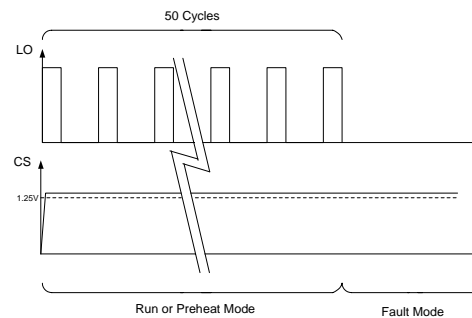 50 Cycles
LO
CS
1.25V
Run or Preheat Mode
Fault Mode